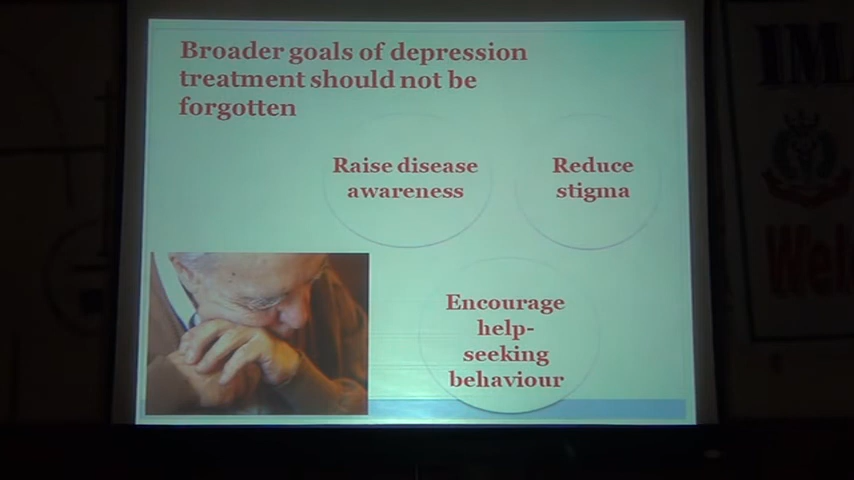 Broader goals of depression
treatment should not be
forgotten
Raise disease
awareness
Reduce
stigma
Encourage
help-
seeking
behaviour